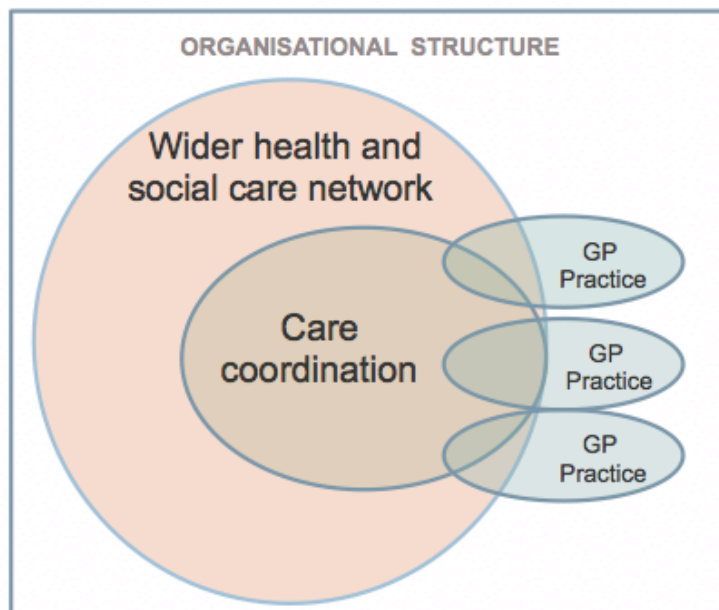 ORGANISATIONAL STRUCTURE
Wider health and
social care network
GP
Practice
Care
coordination
GP
Practice
GP
Practice